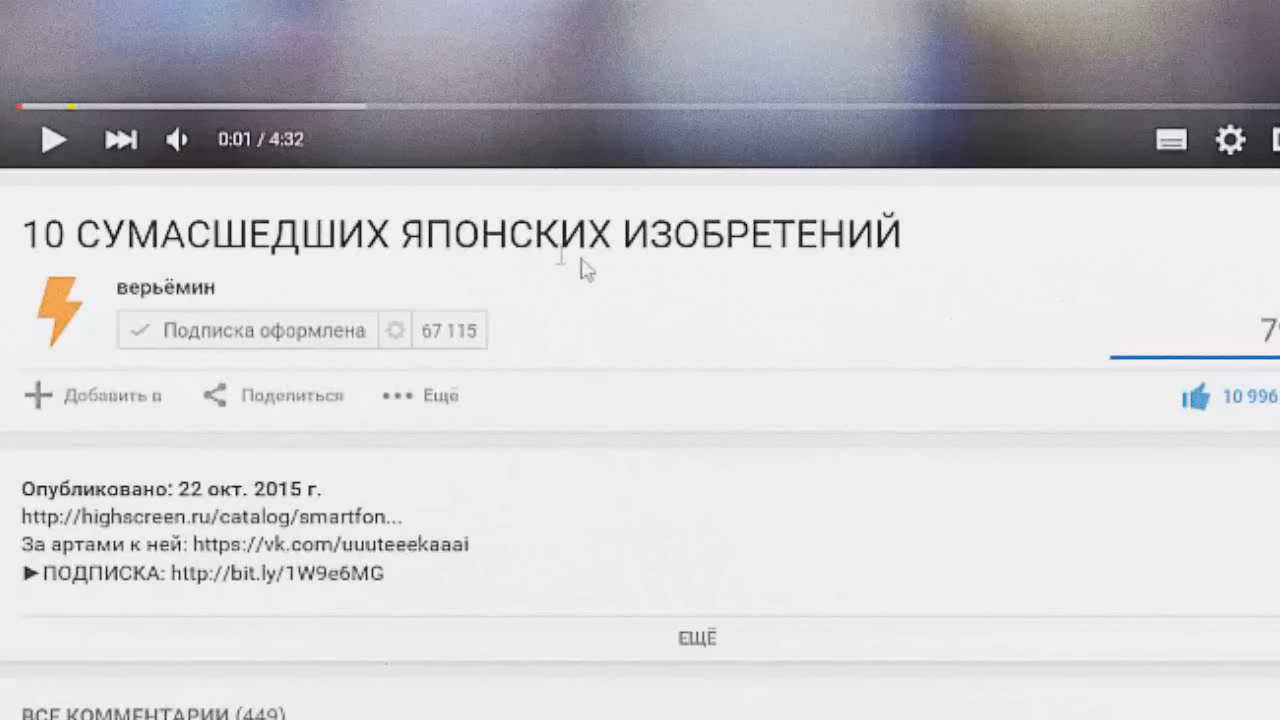 0:01 / 4:32
10 СУМАСШЕДШИХ ЯПОНСКИХ ИЗОБРЕТЕНИЙ
верьёмин
Подписка оформлена 67 115
Добавить в Поделиться Ещё
10 996
Опубликовано: 22 окт. 2015 г.
http://highscreen.ru/catalog/smartfon...
За артами к ней: https://vk.com/uuuteeekaaai
►ПОДПИСКА: http://bit.ly/1W9e6MG
ЕЩЁ
ВСЕ КОММЕНТАРИИ (449)